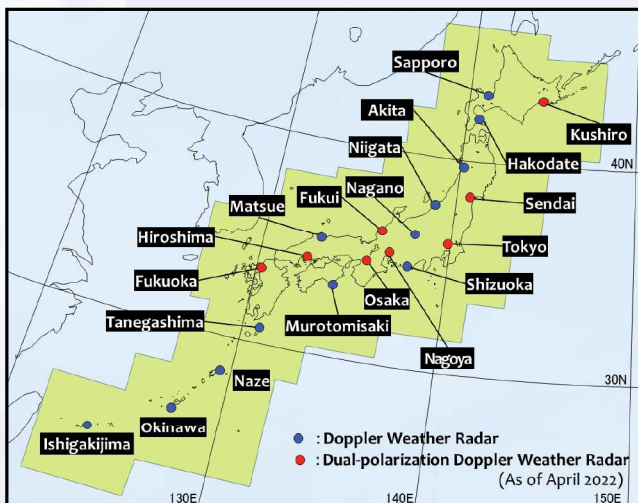 Sapporo
Akita
Kushiro
Niigata
Hakodate
40N
Fukui
Nagano
Matsue
Sendai
Hiroshima
Tokyo
Fukuoka
Shizuoka
Osaka
Tanegashima
Murotomisaki
Nagoya
Naze
30N
Okinawa
Ishigakijima
: Doppler Weather Radar
: Dual-polarization Doppler Weather Radar
(As of April 2022)
130E
140E
150E